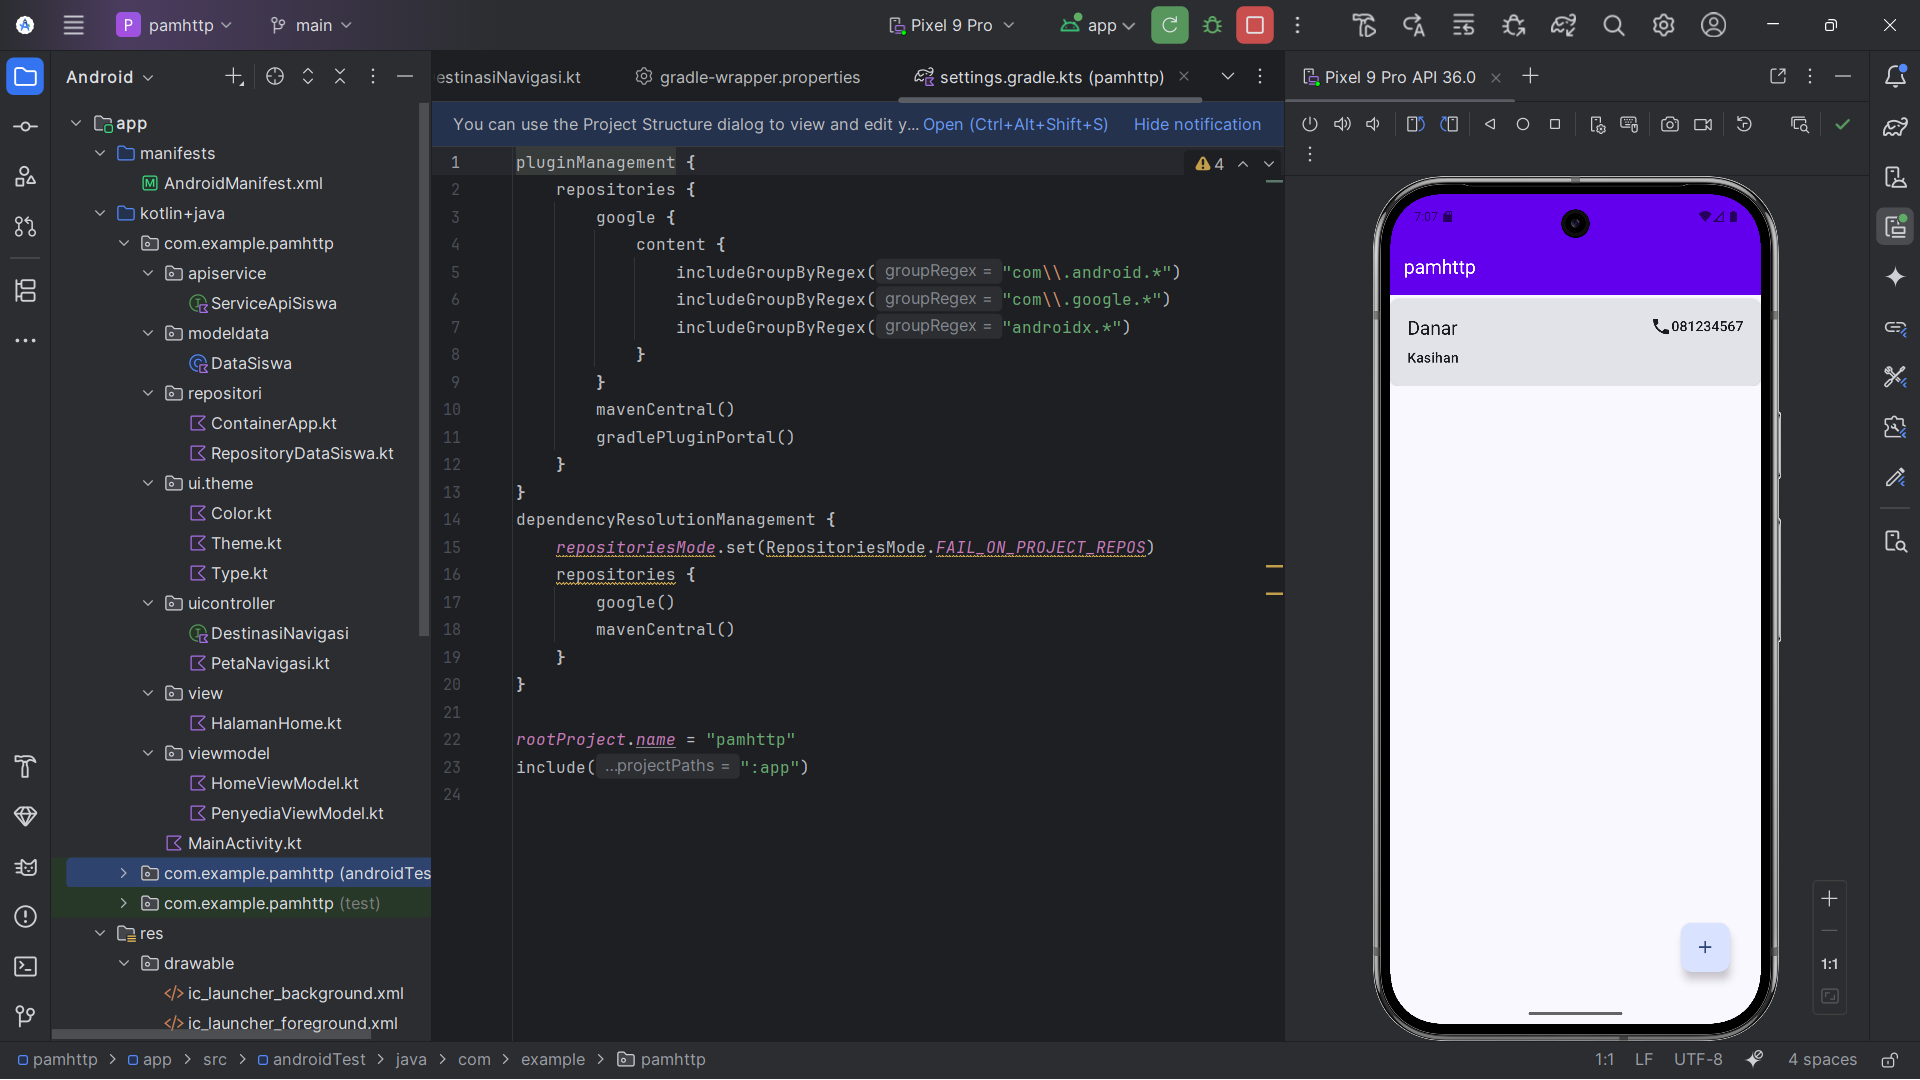 P pamhttp main Pixel 9 Pro app
Android
app
manifests
AndroidManifest.xml
kotlin+java
com.example.pamhttp
apiservice
ServiceApiSiswa
modeldata
DataSiswa
repositori
ContainerApp.kt
RepositoryDataSiswa.kt
ui.theme
Color.kt
Theme.kt
Type.kt
uicontroller
DestinasiNavigasi
PetaNavigasi.kt
view
HalamanHome.kt
viewmodel
HomeViewModel.kt
PenyediaViewModel.kt
MainActivity.kt
com.example.pamhttp (androidTes
com.example.pamhttp (test)
res
drawable
ic_launcher_background.xml
ic_launcher_foreground.xml
estinasiNavigasi.kt gradle-wrapper.properties settings.gradle.kts (pamhttp)
You can use the Project Structure dialog to view and edit y... Open (Ctrl+Alt+Shift+S) Hide notification
4
1 pluginManagement {
2 repositories {
3 google {
4 content {
5 includeGroupByRegex( groupRegex = "com\\.android.*")
6 includeGroupByRegex( groupRegex = "com\\.google.*")
7 includeGroupByRegex( groupRegex = "androidx.*")
8 }
9 }
10 mavenCentral()
11 gradlePluginPortal()
12 }
13 }
14 dependencyResolutionManagement {
15 repositoriesMode.set(RepositoriesMode.FAIL_ON_PROJECT_REPOS)
16 repositories {
17 google()
18 mavenCentral()
19 }
20 }
21
22 rootProject.name = "pamhttp"
23 include( ...projectPaths = ":app")
24
Pixel 9 Pro API 36.0
7:07
pamhttp
Danar 081234567
Kasihan
+
1:1
pamhttp > app > src > androidTest > java > com > example > pamhttp
1:1 LF UTF-8 4 spaces